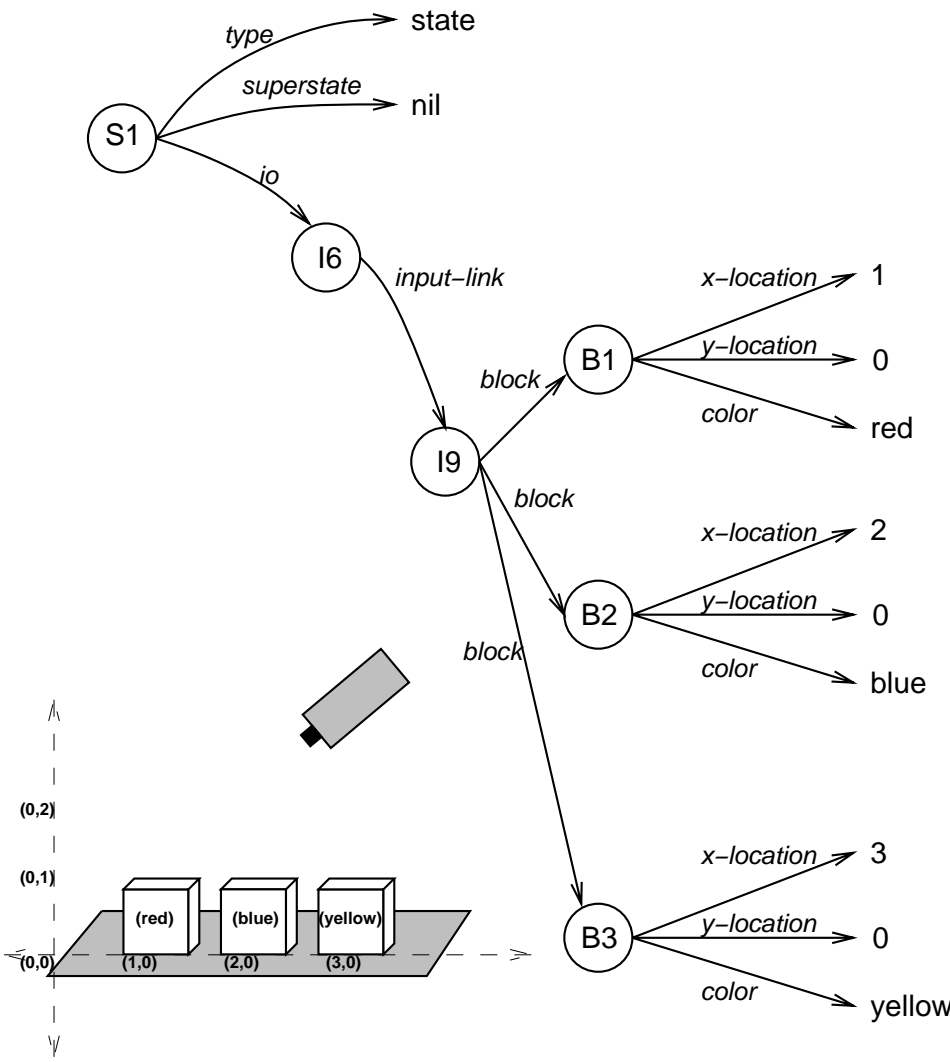 type
state
superstate
nil
S1
io
I6
input–link
x–location
1
y–location
0
B1
block
color
red
I9
block
x–location
2
y–location
0
B2
block
color
blue
(0,2)
(0,1)
(red)
(blue)
(yellow)
(0,0)
(1,0)
(2,0)
(3,0)
x–location
3
y–location
0
B3
color
yellow